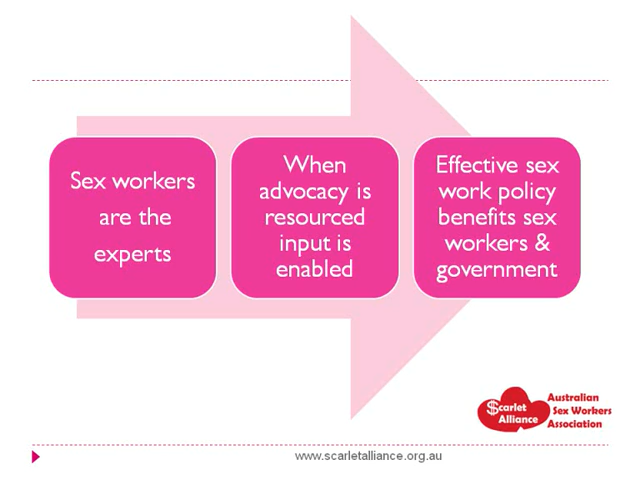 Sex workers
are the
experts
When
advocacy is
resourced
input is
enabled
Effective sex
work policy
benefits sex
workers &
government
$carlet
Alliance
Australian
Sex Workers
Association
www.scarletalliance.org.au